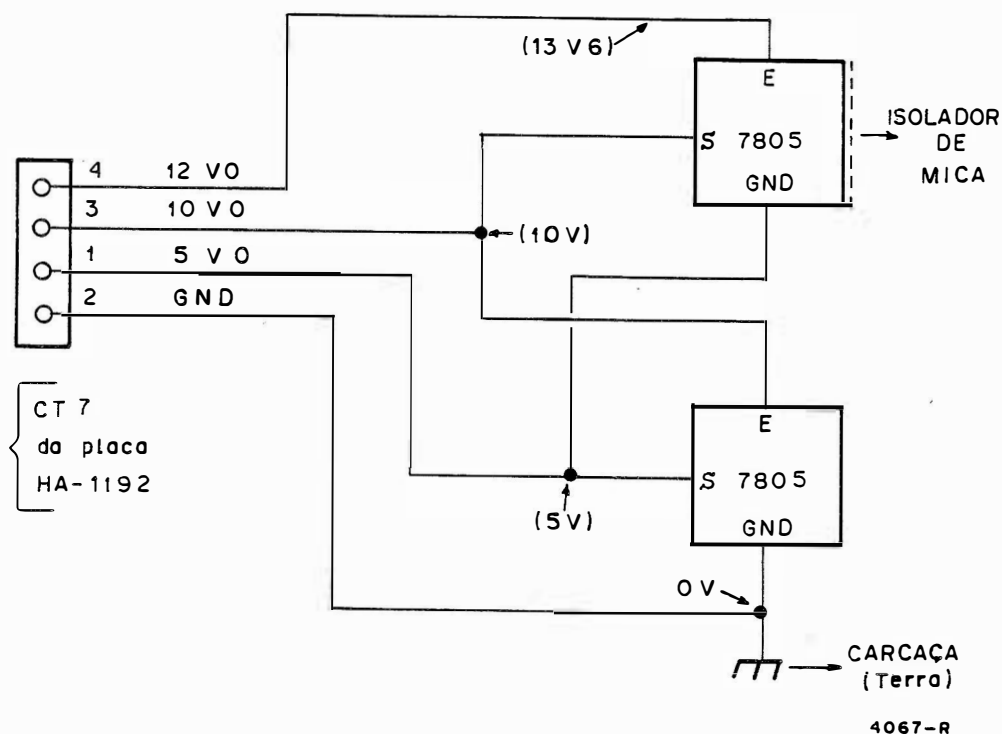 (13 V6)
E
S 7805
GND
ISOLADOR
DE
MICA
4 12 VO
3 10 VO
(10V)
1 5 VO
2 GND
CT 7
da placa
HA-1192
E
S 7805
GND
(5V)
0V
CARCAÇA
(Terra)
4067-R